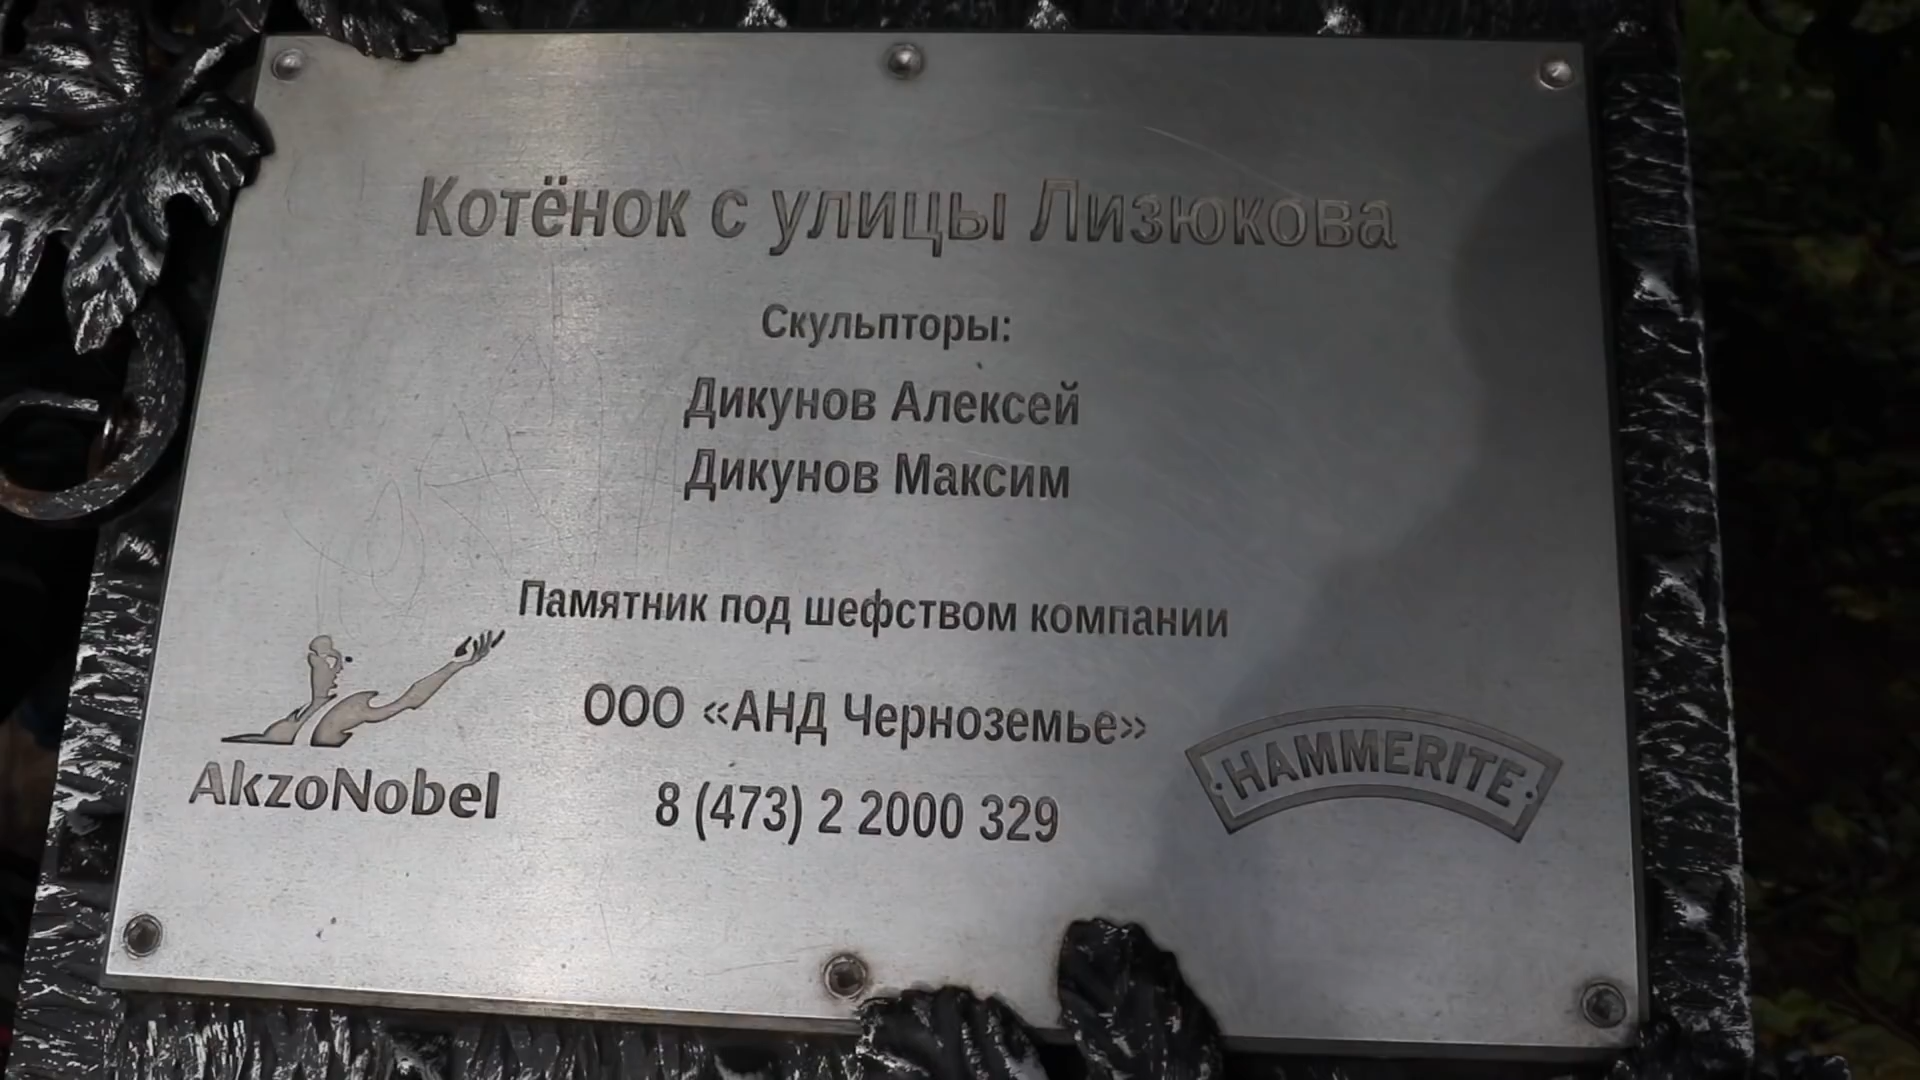 Котёнок с улицы Лизюкова
Скульпторы:
Дикунов Алексей
Дикунов Максим
Памятник под шефством компании
ООО «АНД Черноземье»
8 (473) 2 2000 329
AkzoNobel
HAMMERITE